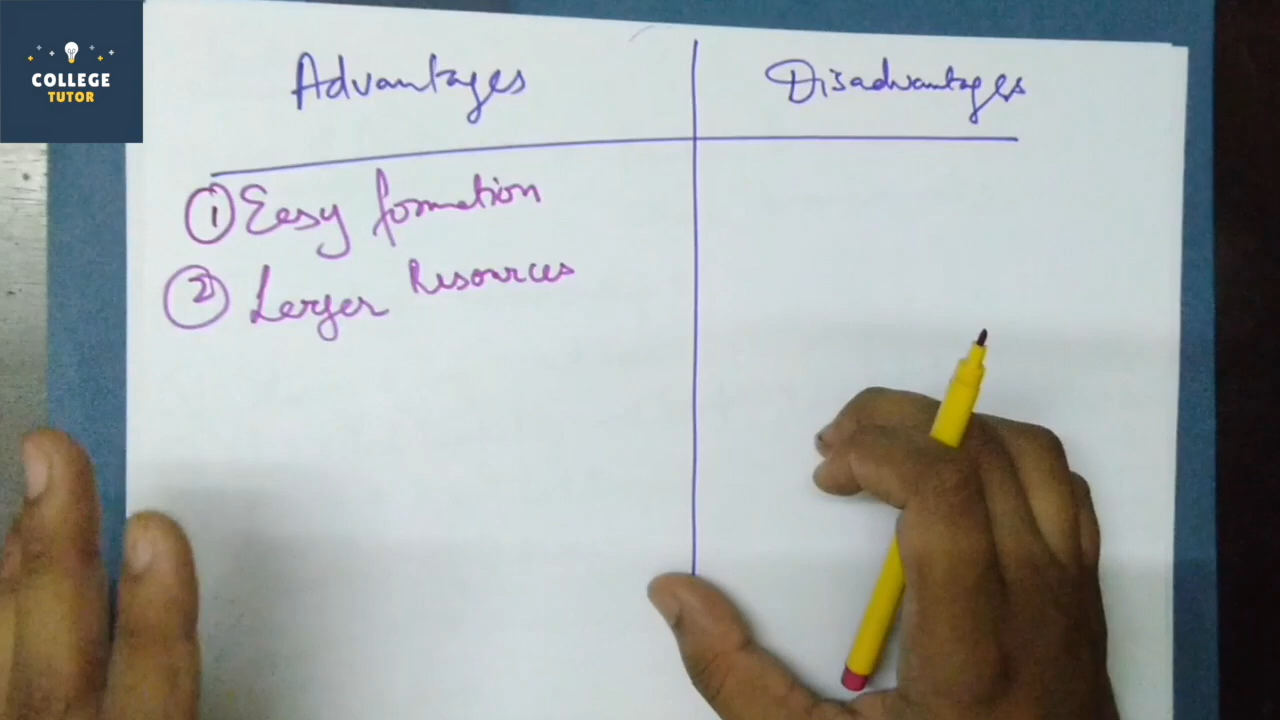 COLLEGE
TUTOR
Advantages
Disadvantages
① Easy formation
② Larger Resources